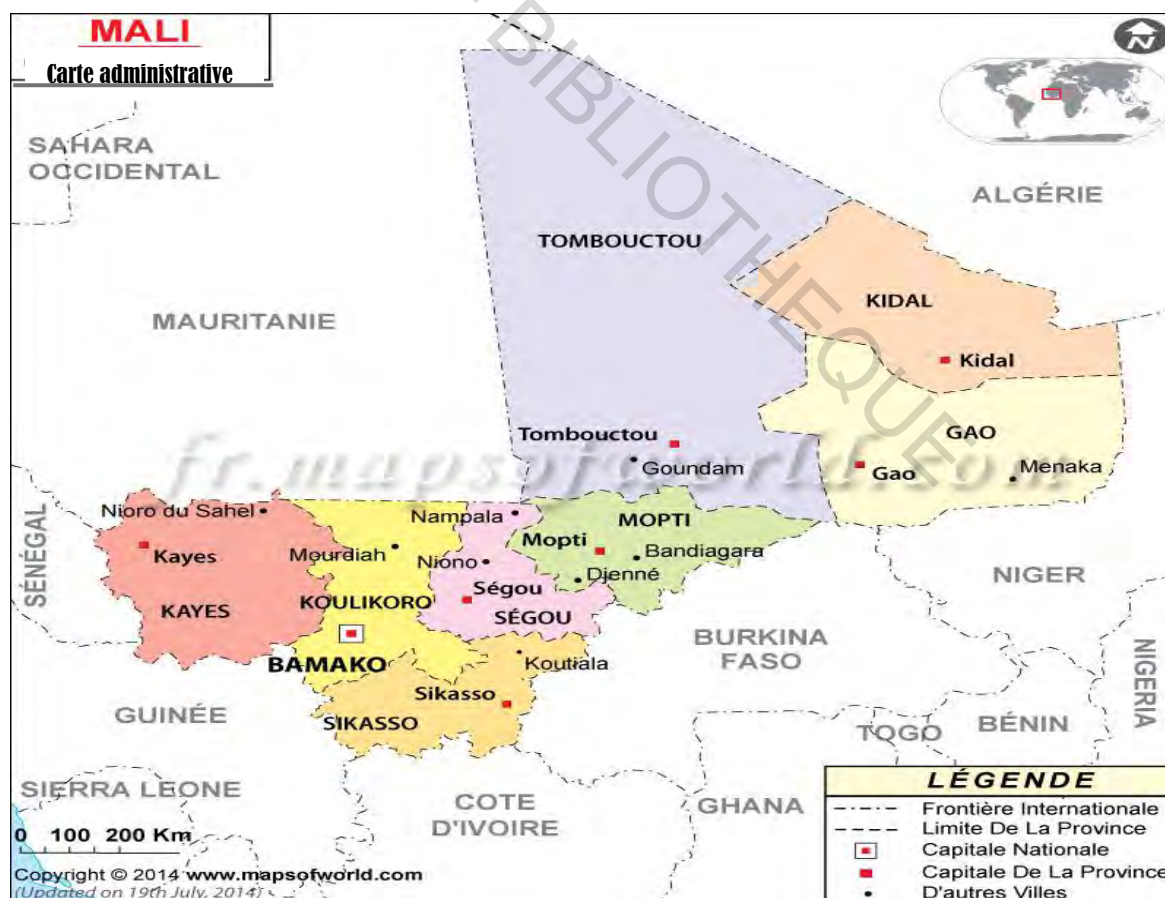 MALI
Carte administrative
N
SAHARA
OCCIDENTAL
ALGÉRIE
MAURITANIE
TOMBOUCTOU
KIDAL
Kidal
GAO
Tombouctou
Goundam
Gao
Menaka
fr.mapsofworld.com
BIBLIOTHEQUE
SÉNÉGAL
Nioro du Sahel
Kayes
KAYES
Mourdiah
KOULIKORO
BAMAKO
Nampala
Niono
Ségou
SÉGOU
MOPTI
Mopti
Bandiagara
Djenné
Koutiala
Sikasso
SIKASSO
NIGER
BURKINA
FASO
NIGERIA
GUINÉE
BÉNIN
TOGO
SIERRA LEONE
COTE
D'IVOIRE
GHANA
LÉGENDE
Frontière Internationale
Limite De La Province
Capitale Nationale
Capitale De La Province
D'autres Villes
0 100 200 Km
Copyright © 2014 www.mapsofworld.com
(Updated on 19th July, 2014)